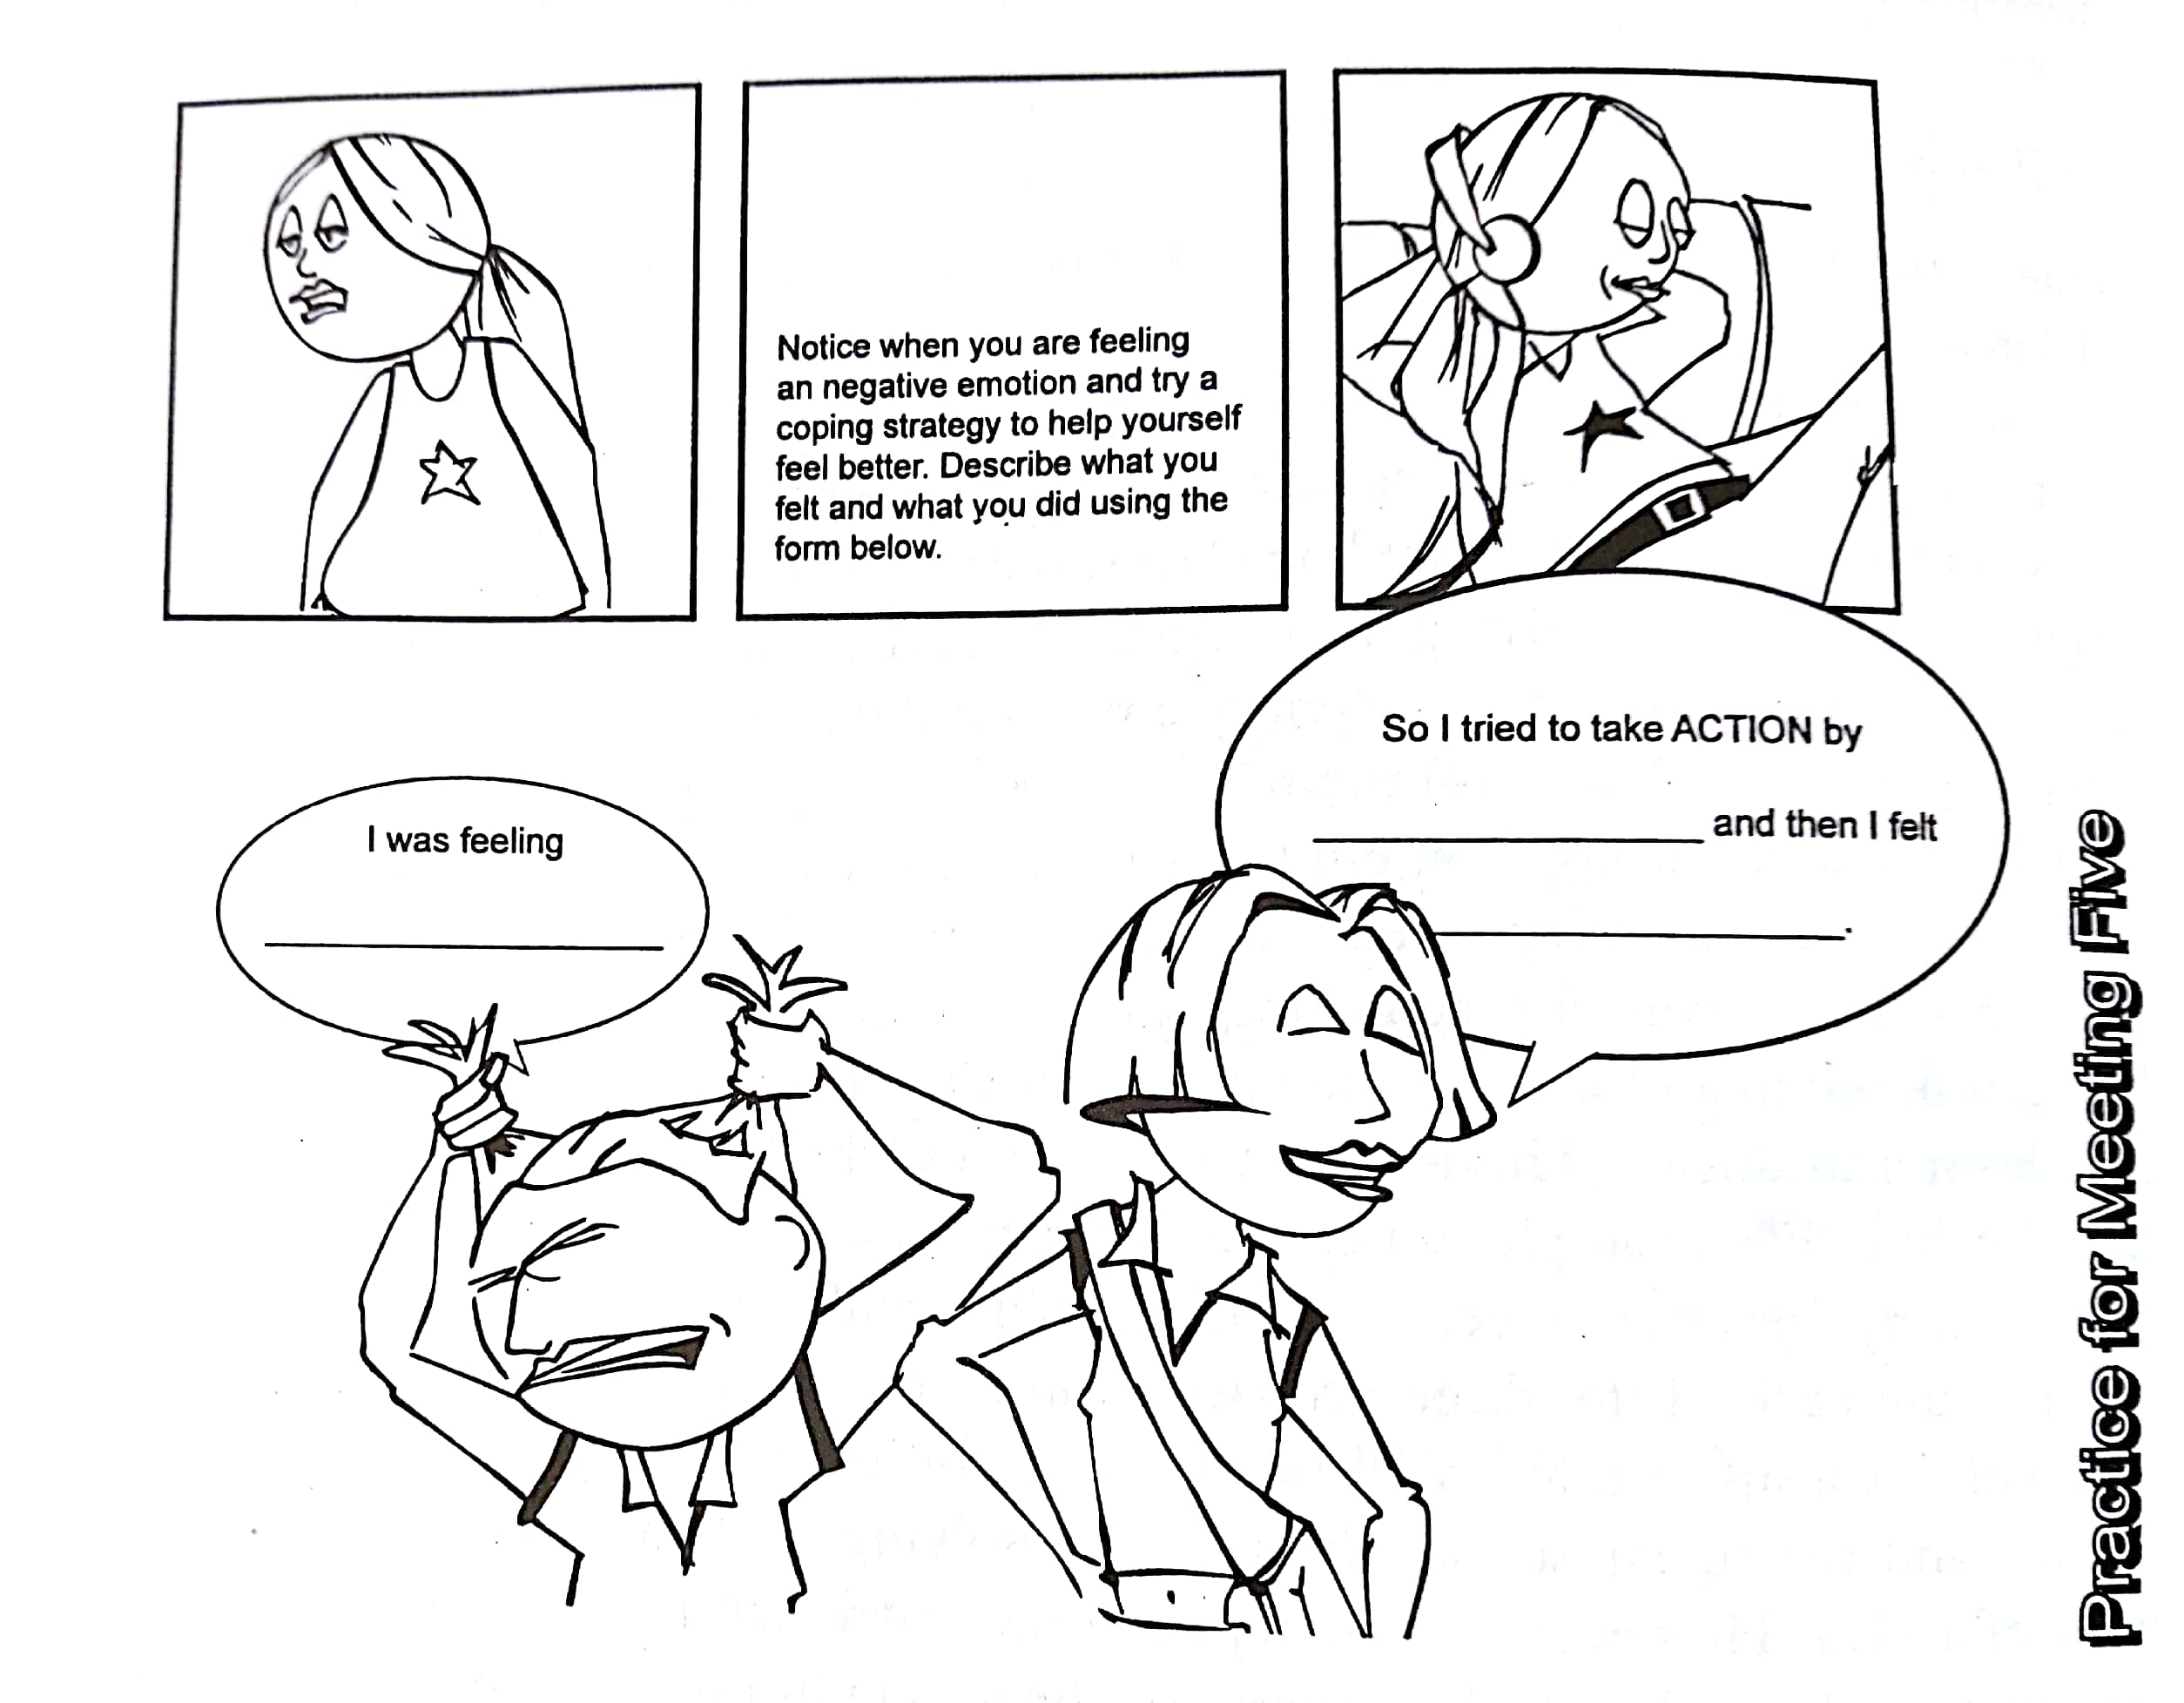 Notice when you are feeling
an negative emotion and try a
coping strategy to help yourself
feel better. Describe what you
felt and what you did using the
form below.
I was feeling
So I tried to take ACTION by
and then I felt
.
Practice for Meeting Five